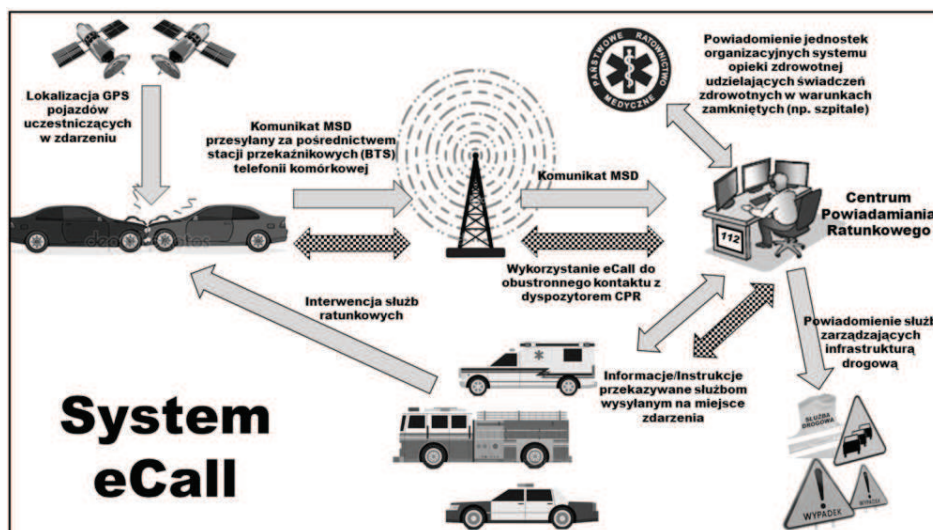 Lokalizacja GPS
pojazdów
uczestniczących
w zdarzeniu
Komunikat MSD
przesyłany za pośrednictwem
stacji przekaźnikowych (BTS)
telefonii komórkowej
PAŃSTWOWE RATOWNICTWO
MEDYCZNE
Powiadomienie jednostek
organizacyjnych systemu
opieki zdrowotnej
udzielających świadczeń
zdrowotnych w warunkach
zamkniętych (np. szpitale)
Komunikat MSD
112
Centrum
Powiadamiania
Ratunkowego
Wykorzystanie eCall do
obustronnego kontaktu z
dyspozytorem CPR
Interwencja służb
ratunkowych
Informacje/Instrukcje
przekazywane służbom
wysyłanym na miejsce
zdarzenia
Powiadomienie służb
zarządzających
infrastrukturą
drogową
SŁUŻBA
DROGOWA
WYPADEK
WYPADEK
System
eCall